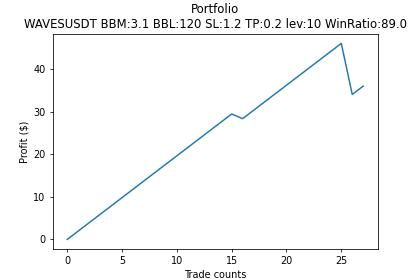 Portfolio
WAVESUSDT BBM:3.1 BBL:120 SL:1.2 TP:0.2 lev:10 WinRatio:89.0
Profit ($)
40
30
20
10
0
0 5 10 15 20 25
Trade counts